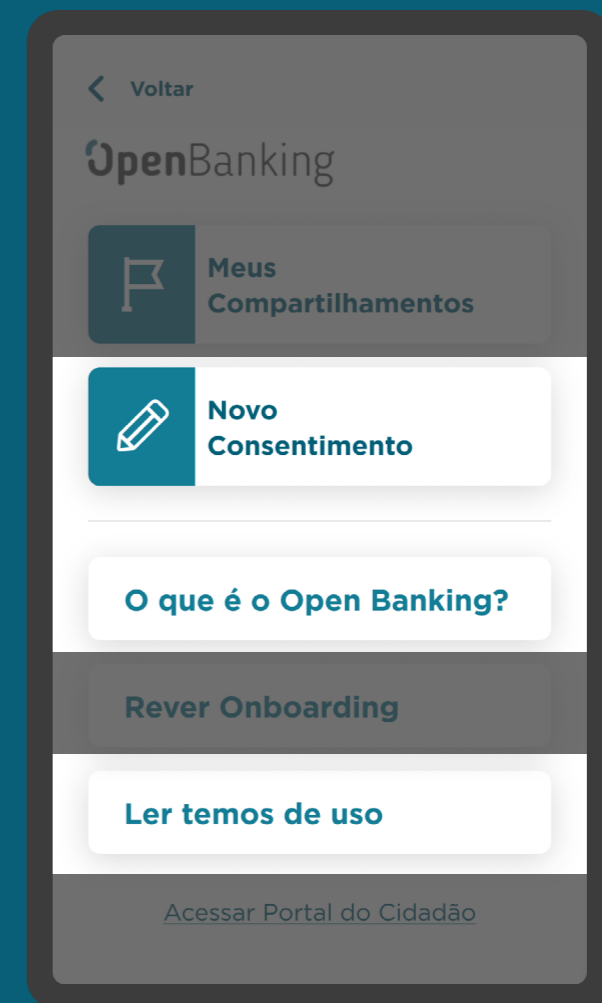 Voltar
OpenBanking
Meus
Compartilhamentos
Novo
Consentimento
O que é o Open Banking?
Rever Onboarding
Ler temos de uso
Acessar Portal do Cidadão